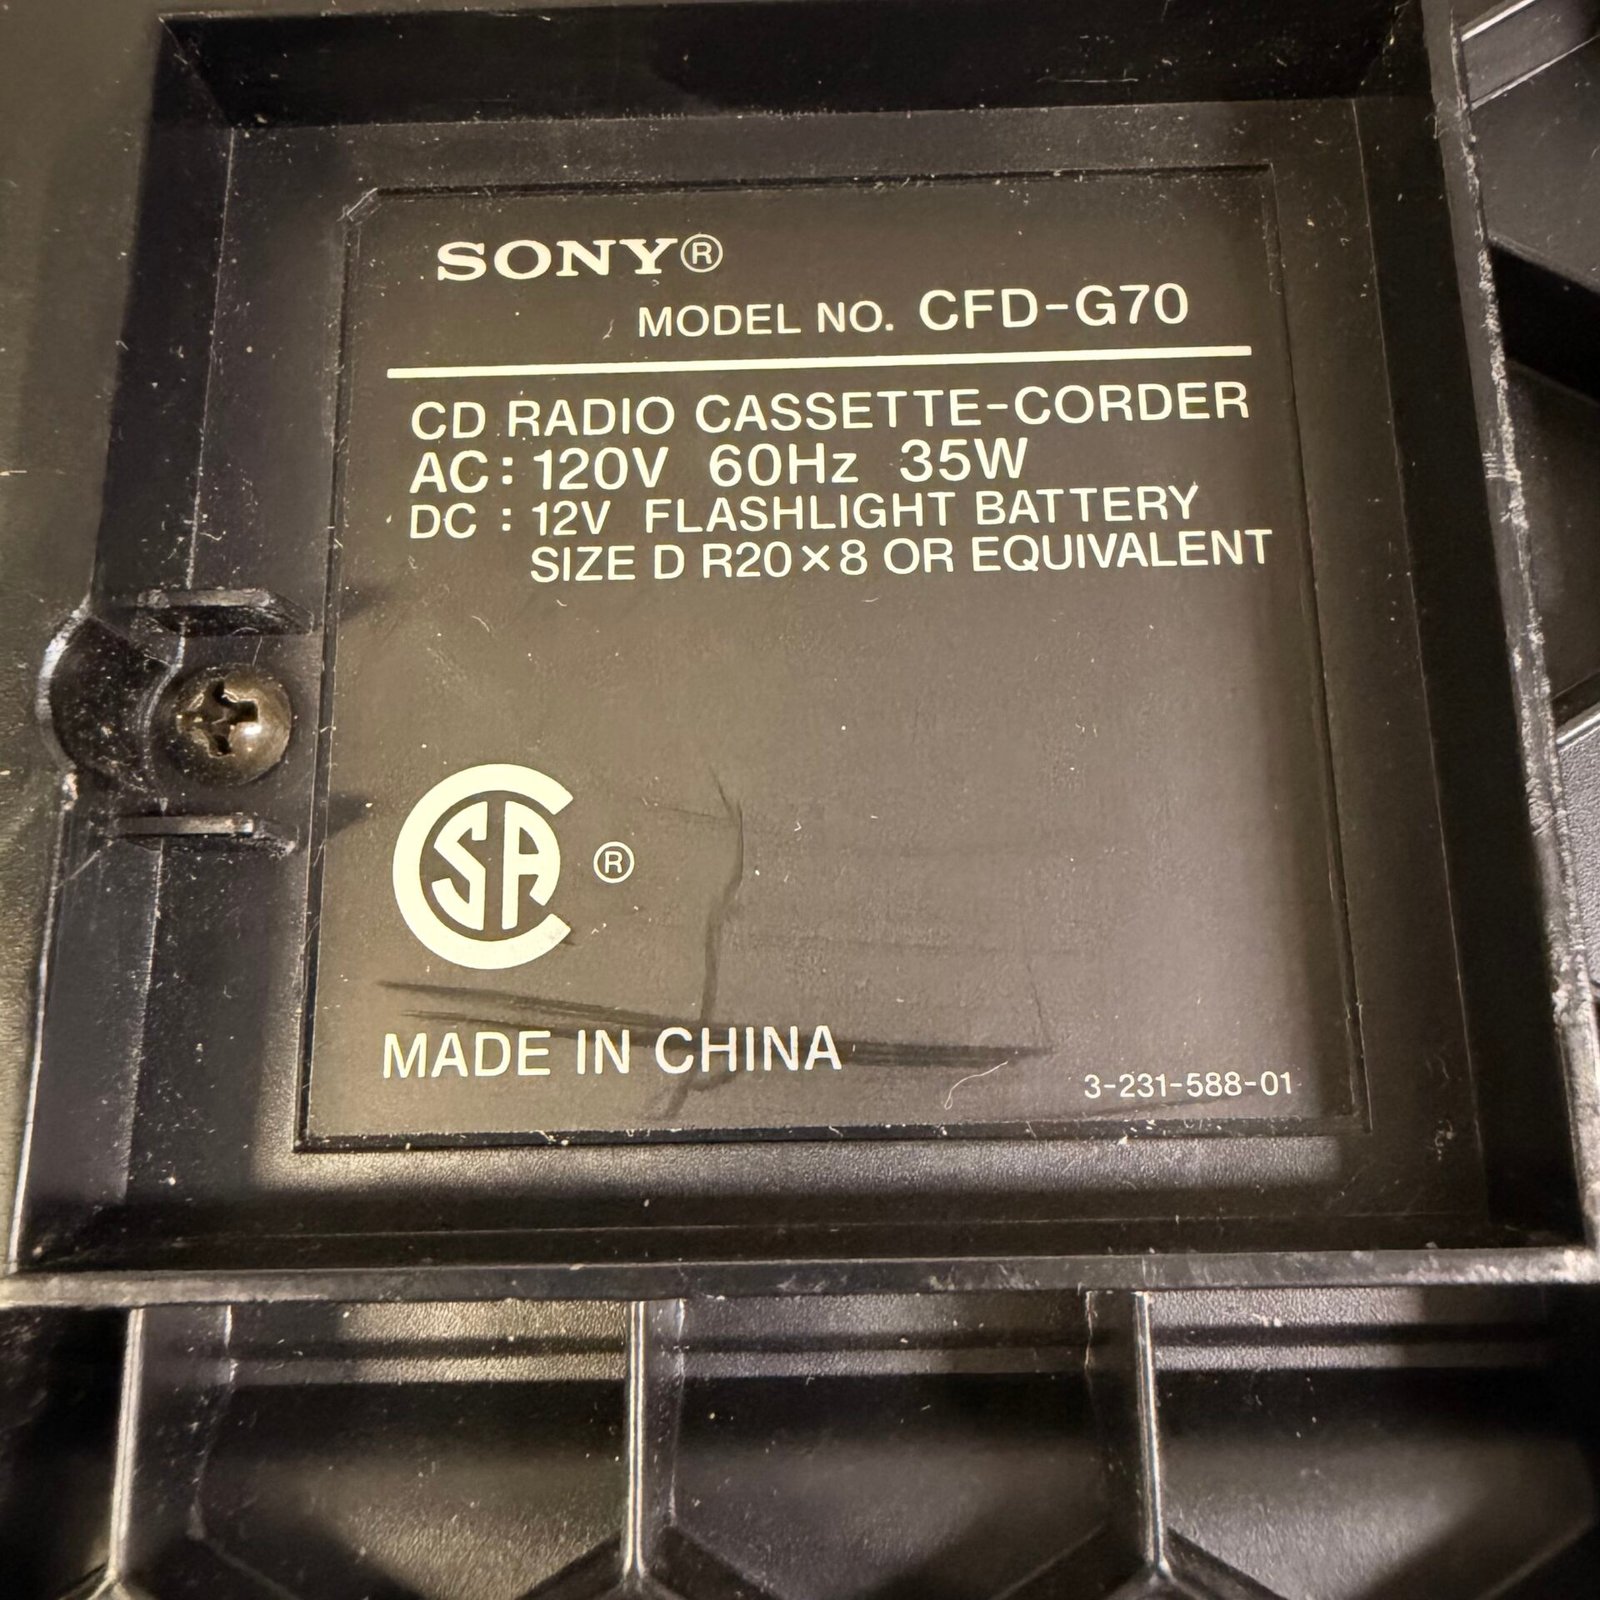 SONY®
MODEL NO. CFD-G70
CD RADIO CASSETTE-CORDER
AC: 120V 60Hz 35W
DC : 12V FLASHLIGHT BATTERY
SIZE D R20×8 OR EQUIVALENT
CSA ®
MADE IN CHINA
3-231-588-01